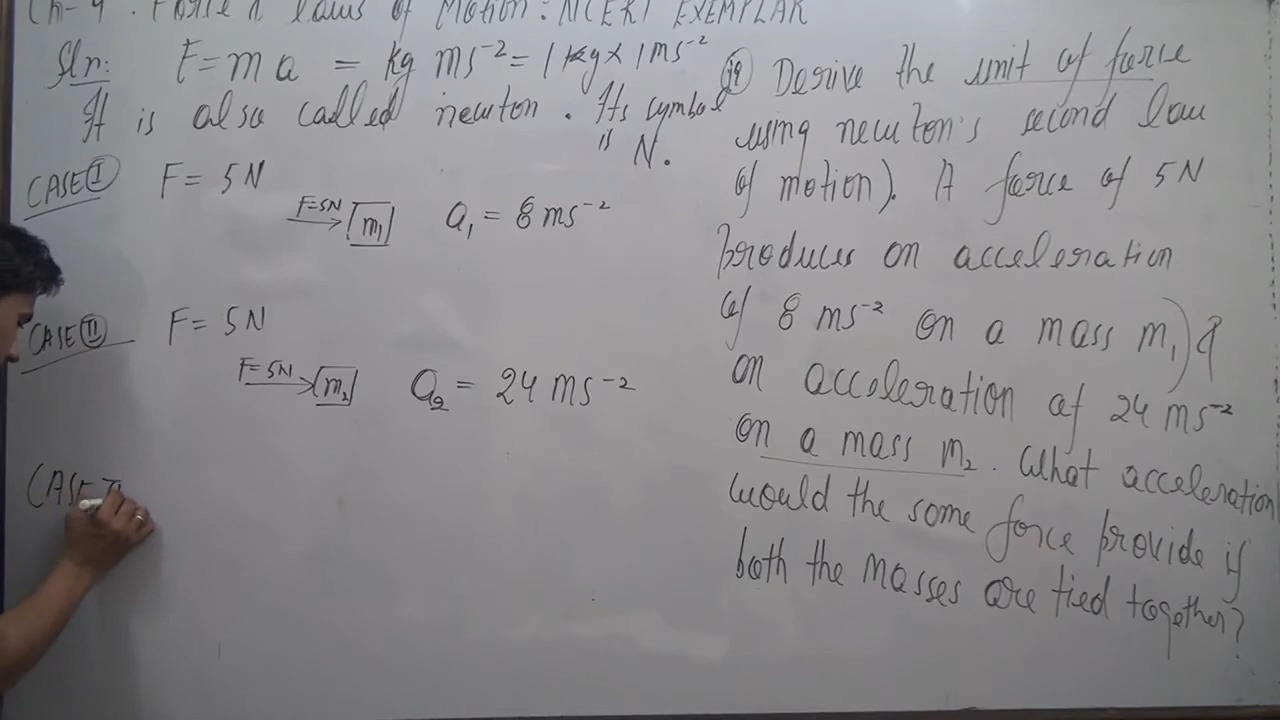 Ch-9. Force & laws of Motion: NCERT EXEMPLAR
Sln: F=ma = kg ms⁻² = 1 kg x 1ms⁻²
It is also called newton. Its symbol
is N.
CASE I F= 5N
F=5N m₁ a₁ = 8 ms⁻²
CASE II F= 5N
F=5N m₂ a₂ = 24 ms⁻²
CASE
Derive the unit of force
using newton's second law
of motion). A force of 5N
produces an acceleration
of 8 ms⁻² on a mass m₁) &
an acceleration of 24 ms⁻²
on a mass m₂. What acceleration
would the same force provide if
both the masses are tied together?